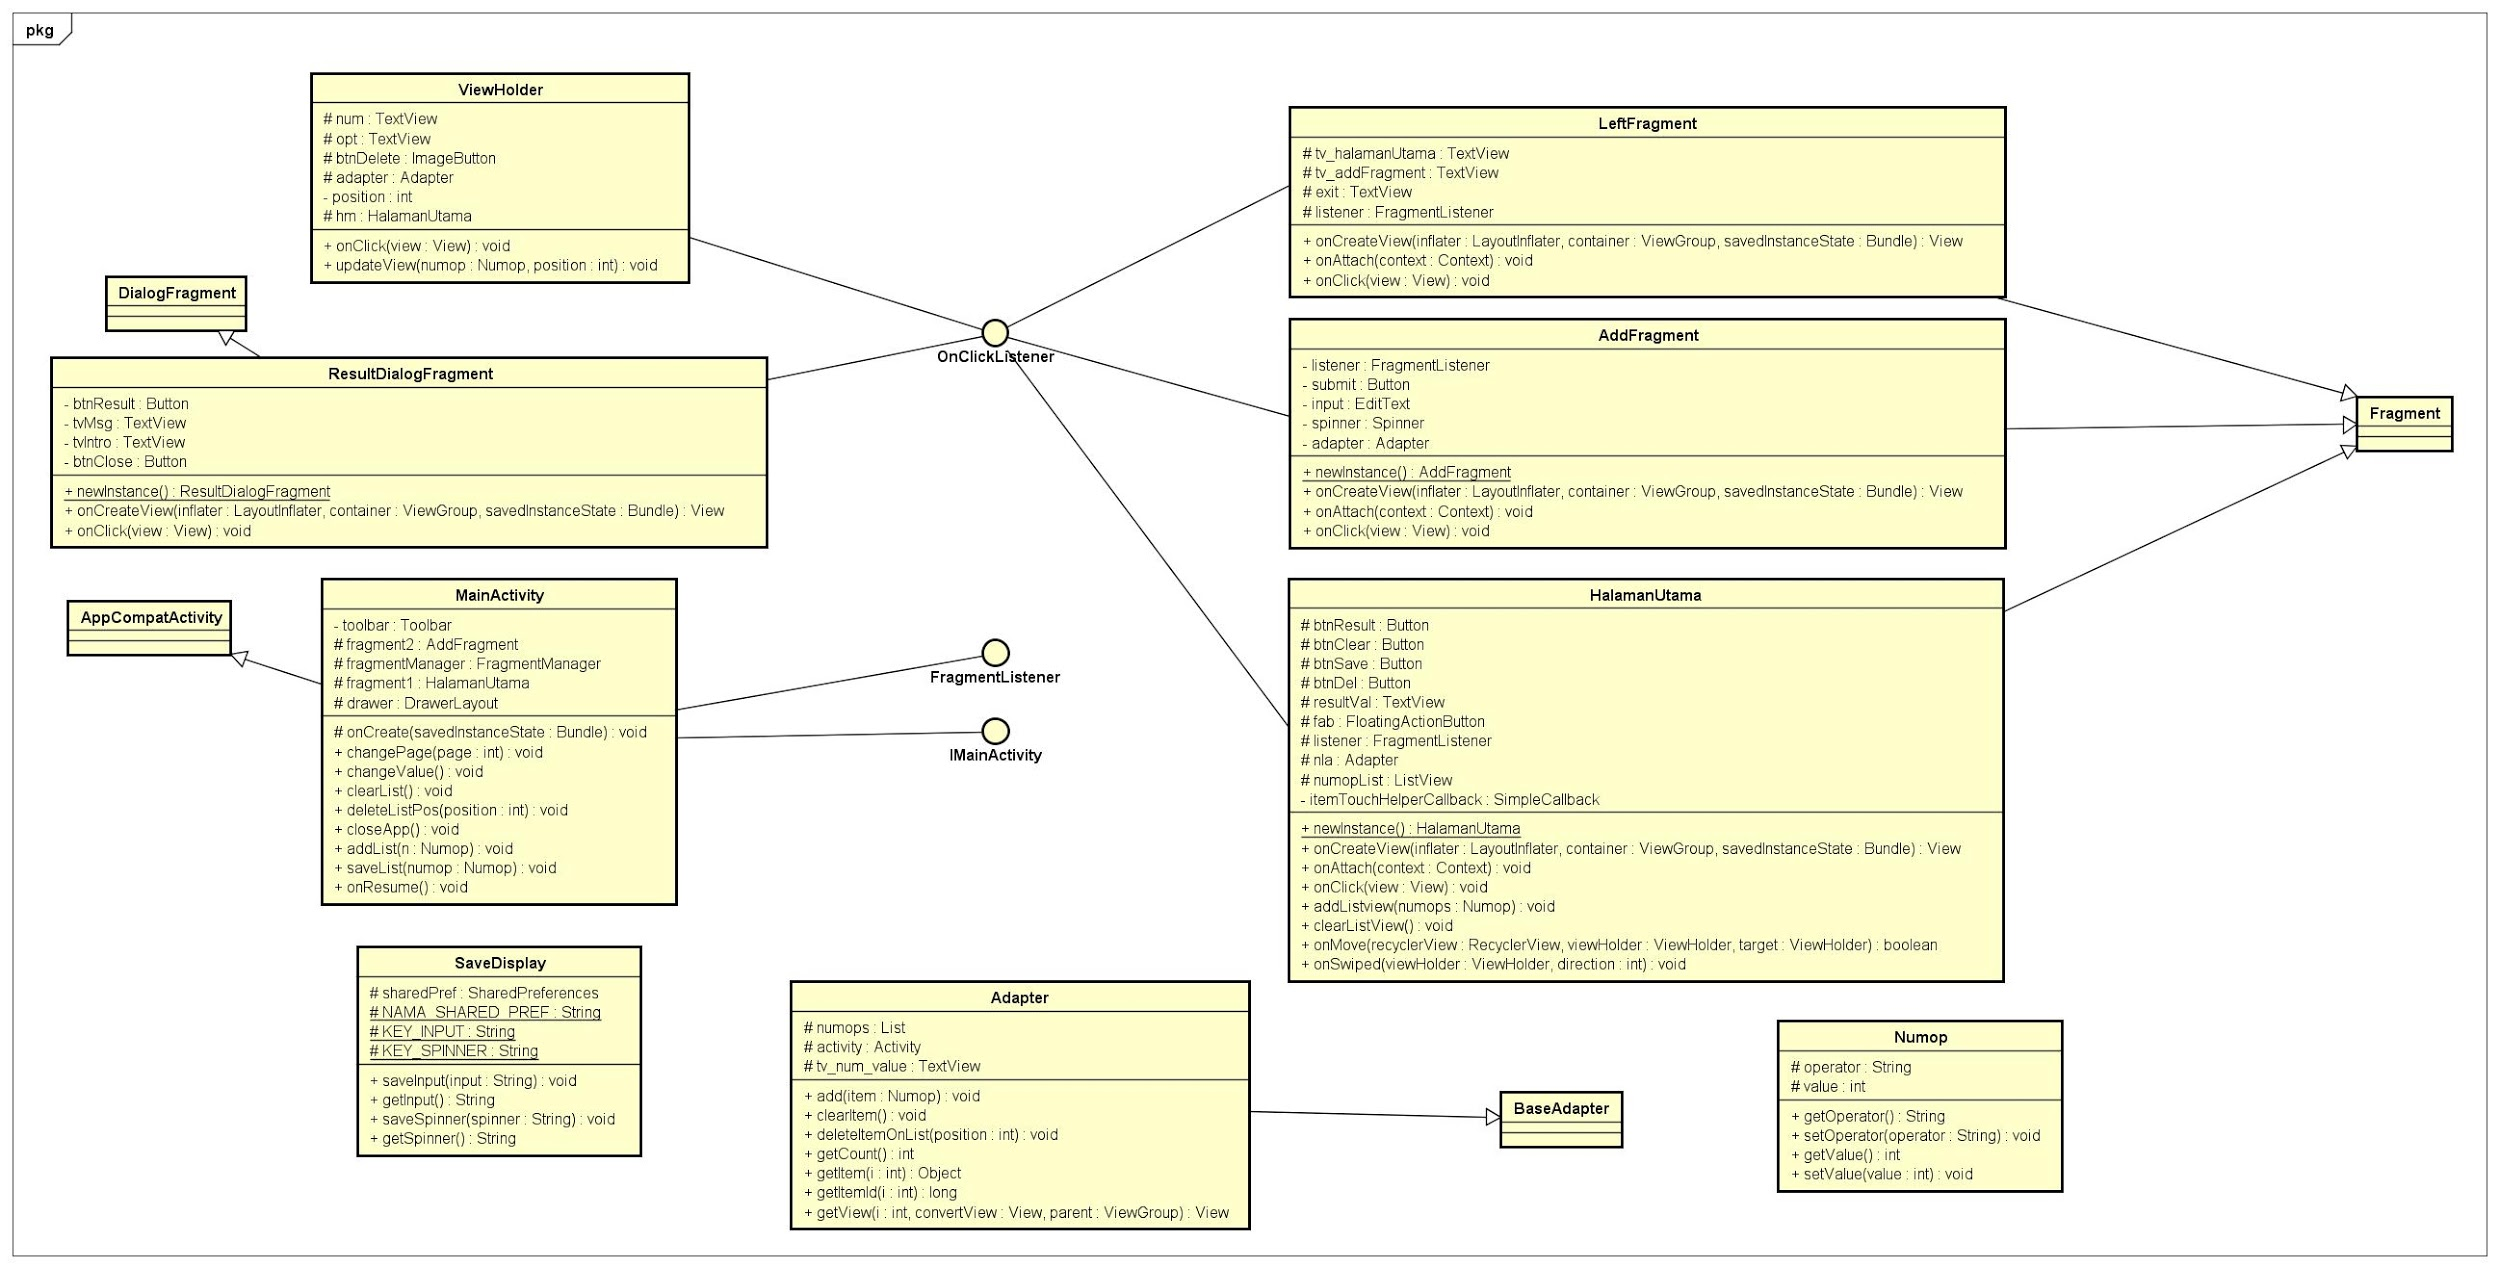 pkg
ViewHolder
# num : TextView
# opt : TextView
# btnDelete : ImageButton
# adapter : Adapter
- position : int
# hm : HalamanUtama
+ onClick(view : View) : void
+ updateView(numop : Numop, position : int) : void
DialogFragment
ResultDialogFragment
- btnResult : Button
- tvMsg : TextView
- tvIntro : TextView
- btnClose : Button
+ newInstance() : ResultDialogFragment
+ onCreateView(inflater : LayoutInflater, container : ViewGroup, savedInstanceState : Bundle) : View
+ onClick(view : View) : void
OnClickListener
LeftFragment
# tv_halamanUtama : TextView
# tv_addFragment : TextView
# exit : TextView
# listener : FragmentListener
+ onCreateView(inflater : LayoutInflater, container : ViewGroup, savedInstanceState : Bundle) : View
+ onAttach(context : Context) : void
+ onClick(view : View) : void
AddFragment
- listener : FragmentListener
- submit : Button
- input : EditText
- spinner : Spinner
- adapter : Adapter
+ newInstance() : AddFragment
+ onCreateView(inflater : LayoutInflater, container : ViewGroup, savedInstanceState : Bundle) : View
+ onAttach(context : Context) : void
+ onClick(view : View) : void
Fragment
AppCompatActivity
MainActivity
- toolbar : Toolbar
# fragment2 : AddFragment
# fragmentManager : FragmentManager
# fragment1 : HalamanUtama
# drawer : DrawerLayout
# onCreate(savedInstanceState : Bundle) : void
+ changePage(page : int) : void
+ changeValue() : void
+ clearList() : void
+ deleteListPos(position : int) : void
+ closeApp() : void
+ addList(n : Numop) : void
+ saveList(numop : Numop) : void
+ onResume() : void
FragmentListener
IMainActivity
HalamanUtama
# btnResult : Button
# btnClear : Button
# btnSave : Button
# btnDel : Button
# resultVal : TextView
# fab : FloatingActionButton
# listener : FragmentListener
# nla : Adapter
# numopList : ListView
- itemTouchHelperCallback : SimpleCallback
+ newInstance() : HalamanUtama
+ onCreateView(inflater : LayoutInflater, container : ViewGroup, savedInstanceState : Bundle) : View
+ onAttach(context : Context) : void
+ onClick(view : View) : void
+ addListview(numops : Numop) : void
+ clearListView() : void
+ onMove(recyclerView : RecyclerView, viewHolder : ViewHolder, target : ViewHolder) : boolean
+ onSwiped(viewHolder : ViewHolder, direction : int) : void
SaveDisplay
# sharedPref : SharedPreferences
# NAMA_SHARED_PREF : String
# KEY_INPUT : String
# KEY_SPINNER : String
+ saveInput(input : String) : void
+ getInput() : String
+ saveSpinner(spinner : String) : void
+ getSpinner() : String
Adapter
# numops : List
# activity : Activity
# tv_num_value : TextView
+ add(item : Numop) : void
+ clearItem() : void
+ deleteItemOnList(position : int) : void
+ getCount() : int
+ getItem(i : int) : Object
+ getItemId(i : int) : long
+ getView(i : int, convertView : View, parent : ViewGroup) : View
BaseAdapter
Numop
# operator : String
# value : int
+ getOperator() : String
+ setOperator(operator : String) : void
+ getValue() : int
+ setValue(value : int) : void